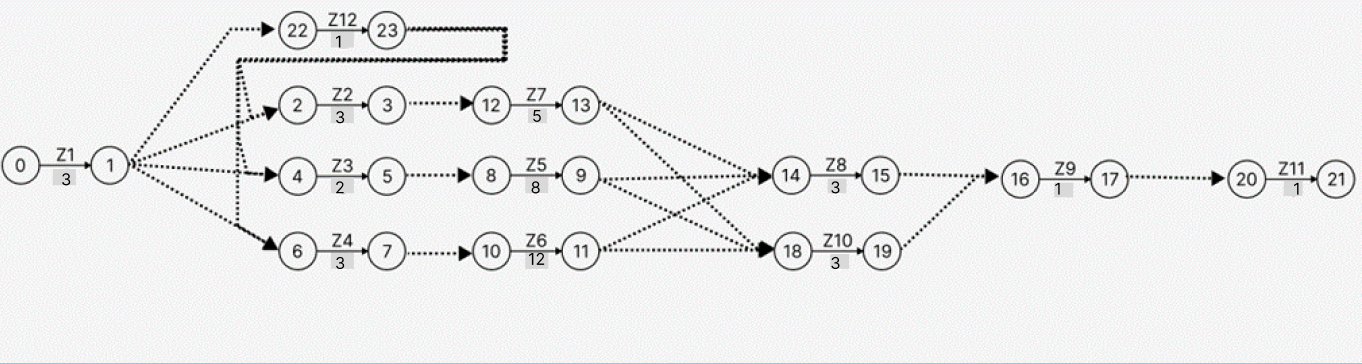 22 Z12 1 23
2 Z2 3 3 12 Z7 5 13
0 Z1 3 1
4 Z3 2 5 8 Z5 8 9 14 Z8 3 15 16 Z9 1 17 20 Z11 1 21
6 Z4 3 7 10 Z6 12 11 18 Z10 3 19